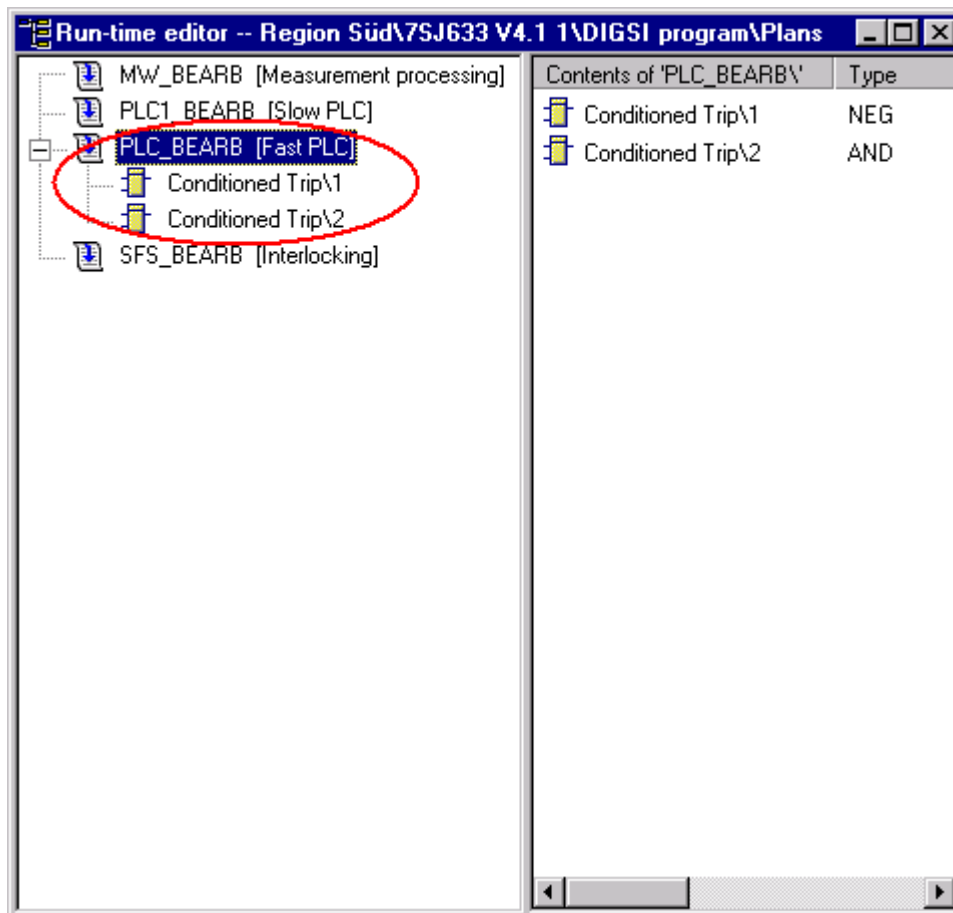 Run-time editor -- Region Süd\7SJ633 V4.1 1\DIGSI program\Plans
MW_BEARB [Measurement processing]
PLC1_BEARB [Slow PLC]
PLC_BEARB [Fast PLC]
Conditioned Trip\1
Conditioned Trip\2
SFS_BEARB [Interlocking]
Contents of 'PLC_BEARB\' Type
Conditioned Trip\1 NEG
Conditioned Trip\2 AND